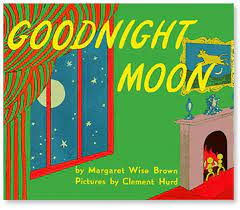 GOODNIGHT
MOON
by Margaret Wise Brown
Pictures by Clement Hurd